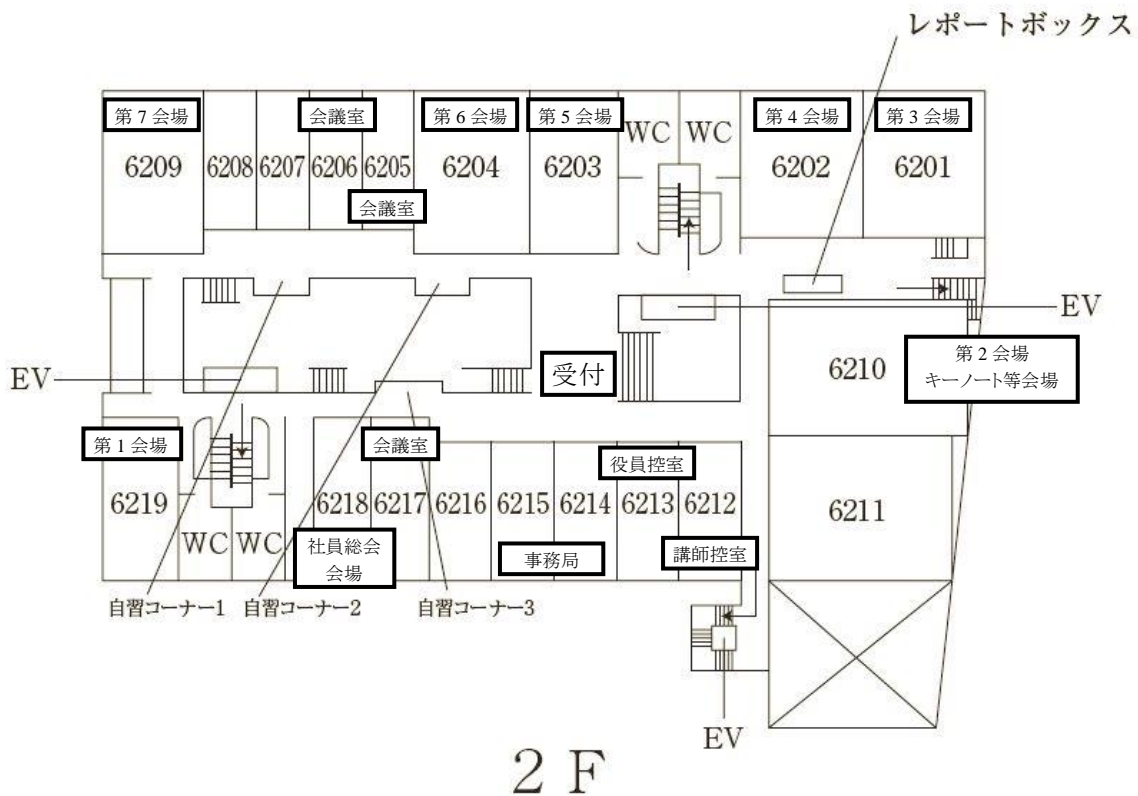 レポートボックス
第7会場
会議室
第6会場
第5会場
WC
WC
第4会場
第3会場
6209
6208
6207
6206
6205
6204
6203
6202
6201
会議室
EV
EV
受付
6210
第2会場
キーノート等会場
第1会場
会議室
役員控室
6219
WC
WC
6218
6217
6216
6215
6214
6213
6212
6211
社員総会
会場
事務局
講師控室
自習コーナー1
自習コーナー2
自習コーナー3
EV
2F